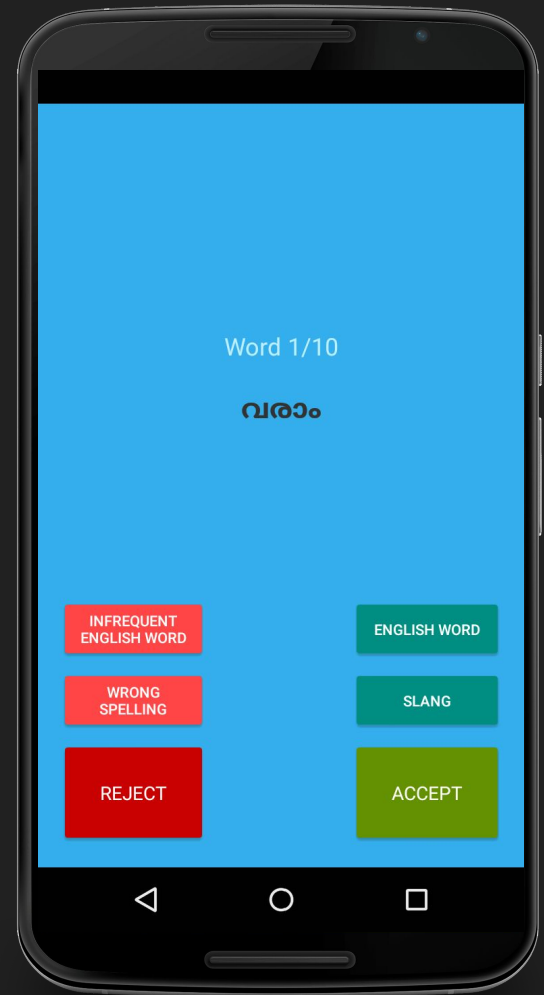 Word 1/10
വരാം
INFREQUENT
ENGLISH WORD
ENGLISH WORD
WRONG
SPELLING
SLANG
REJECT
ACCEPT